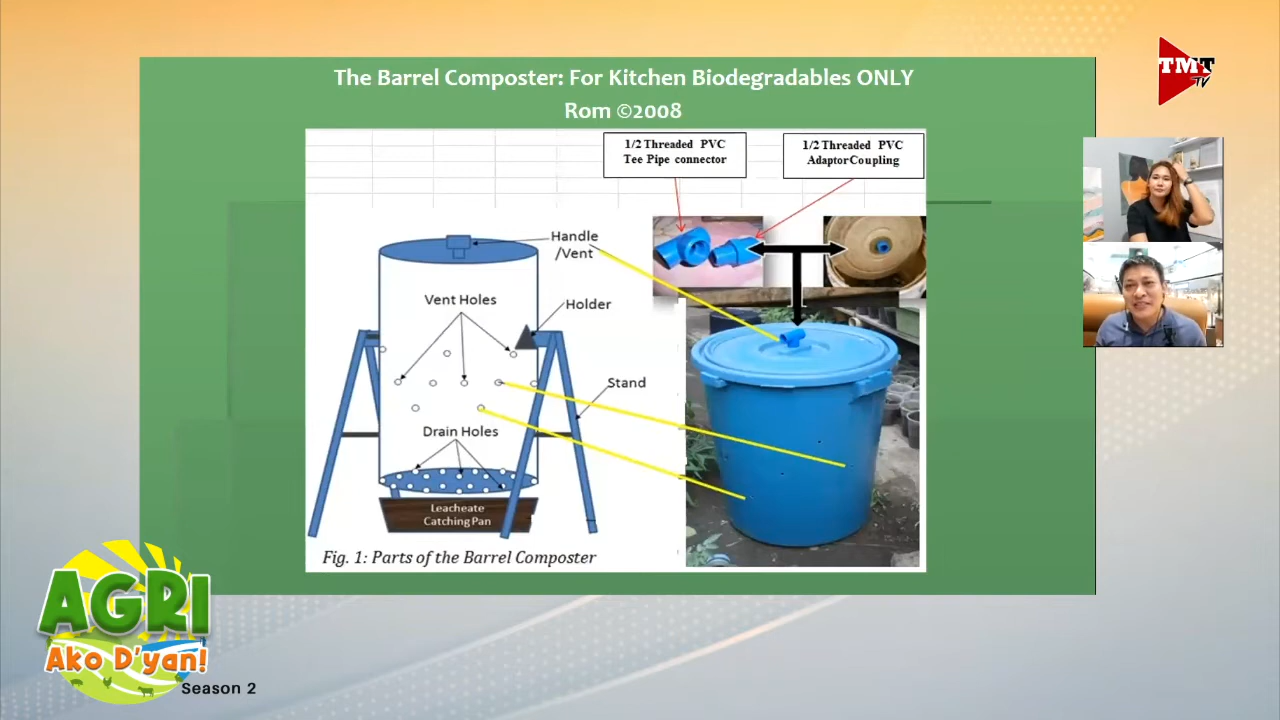 The Barrel Composter: For Kitchen Biodegradables ONLY
Rom ©2008
TMT
TV
1/2 Threaded PVC
Tee Pipe connector
1/2 Threaded PVC
Adaptor Coupling
Handle
/Vent
Vent Holes
Holder
Stand
Drain Holes
Leacheate
Catching Pan
Fig. 1: Parts of the Barrel Composter
AGRI
Ako D'yan!
Season 2